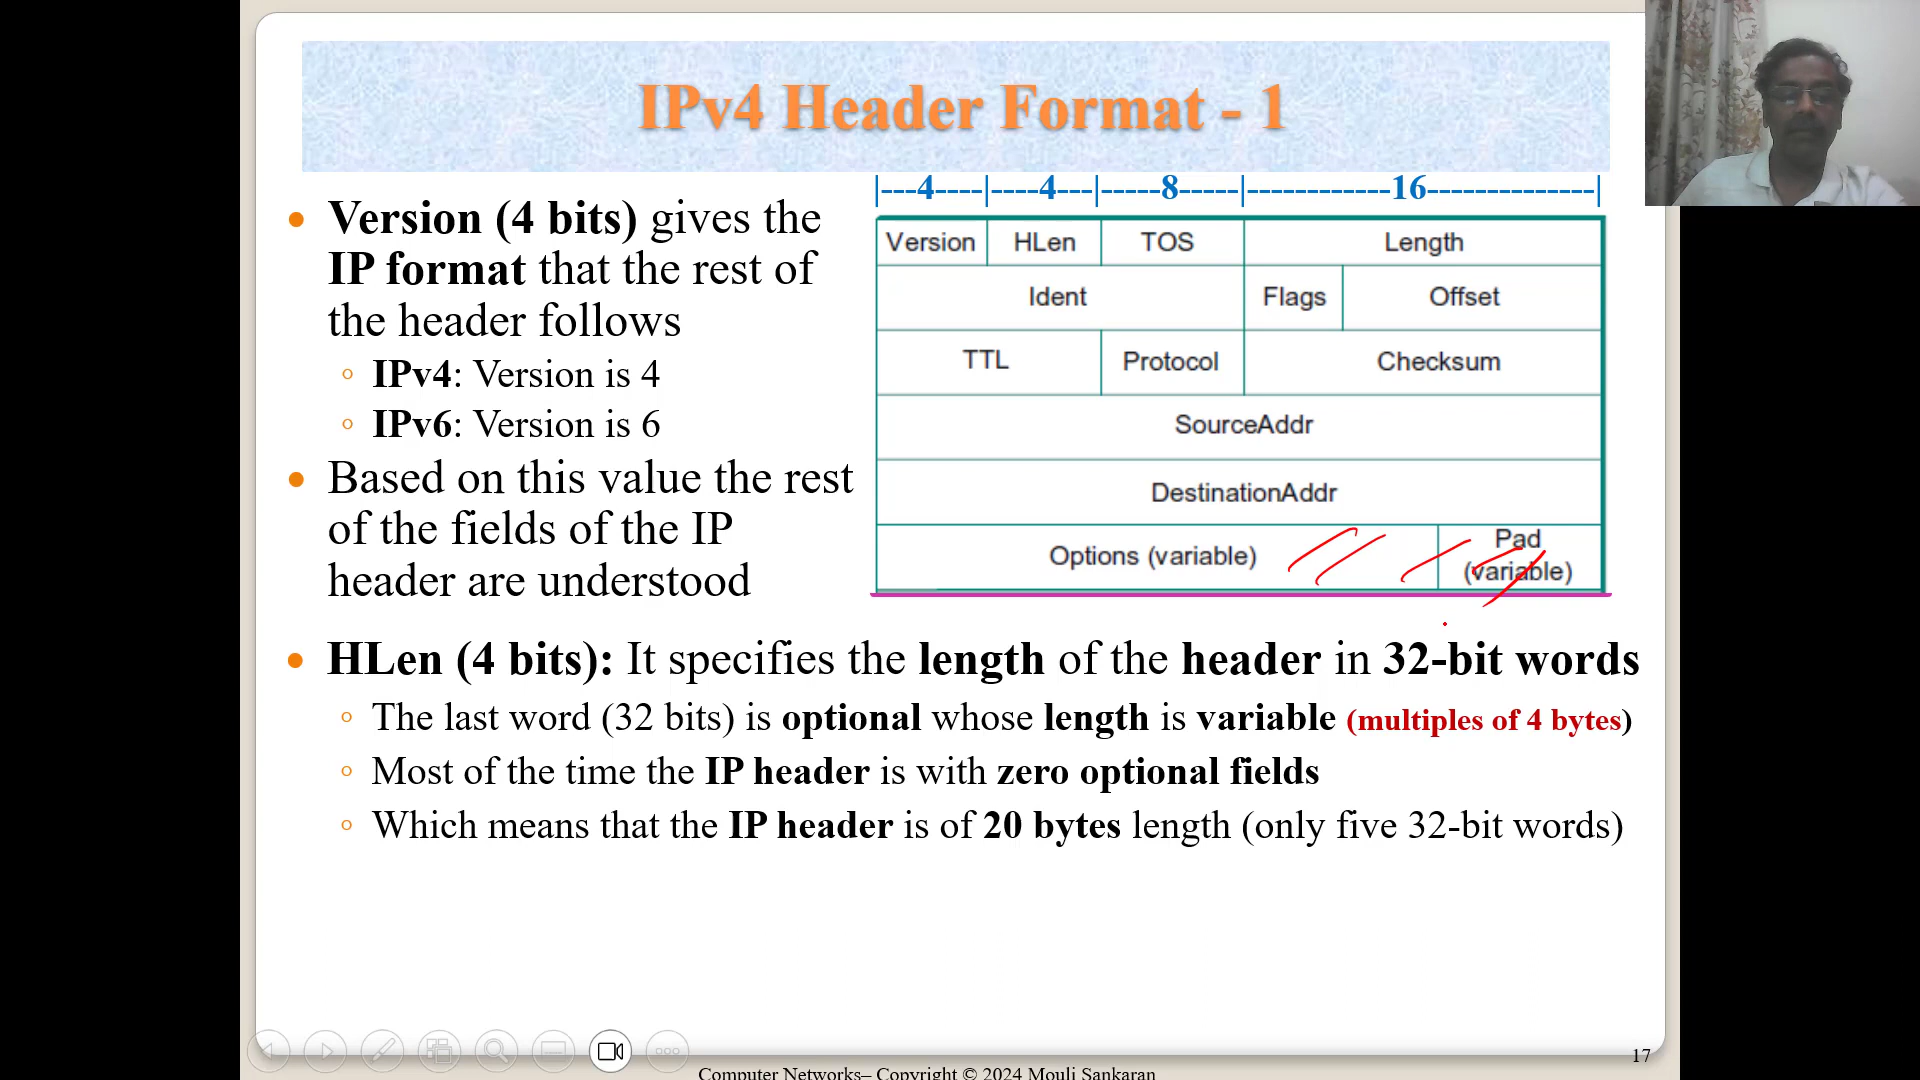 IPv4 Header Format - 1
|---4----|----4---|-----8-----|------------16--------------|
• Version (4 bits) gives the
IP format that the rest of
the header follows
◦ IPv4: Version is 4
◦ IPv6: Version is 6
• Based on this value the rest
of the fields of the IP
header are understood
Version HLen TOS Length
Ident Flags Offset
TTL Protocol Checksum
SourceAddr
DestinationAddr
Options (variable) Pad
(variable)
• HLen (4 bits): It specifies the length of the header in 32-bit words
◦ The last word (32 bits) is optional whose length is variable (multiples of 4 bytes)
◦ Most of the time the IP header is with zero optional fields
◦ Which means that the IP header is of 20 bytes length (only five 32-bit words)
17
Computer Networks– Copyright © 2024 Mouli Sankaran